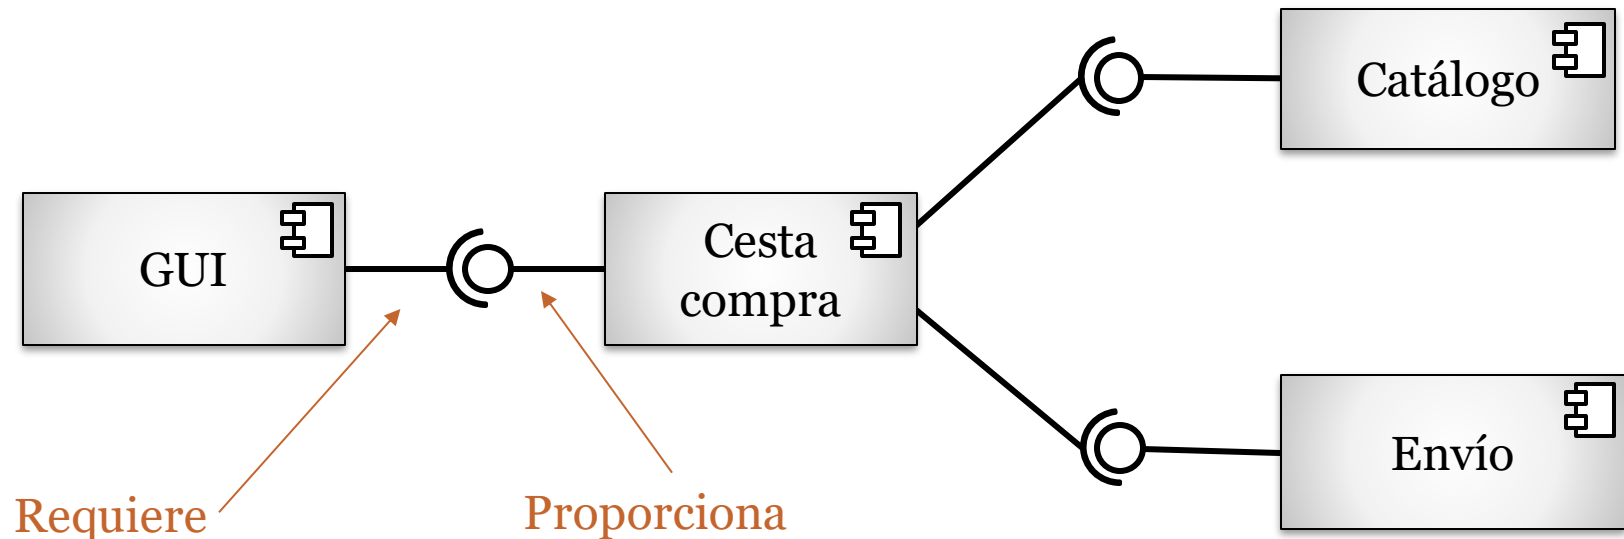 Catálogo
GUI
Cesta
compra
Envío
Requiere
Proporciona